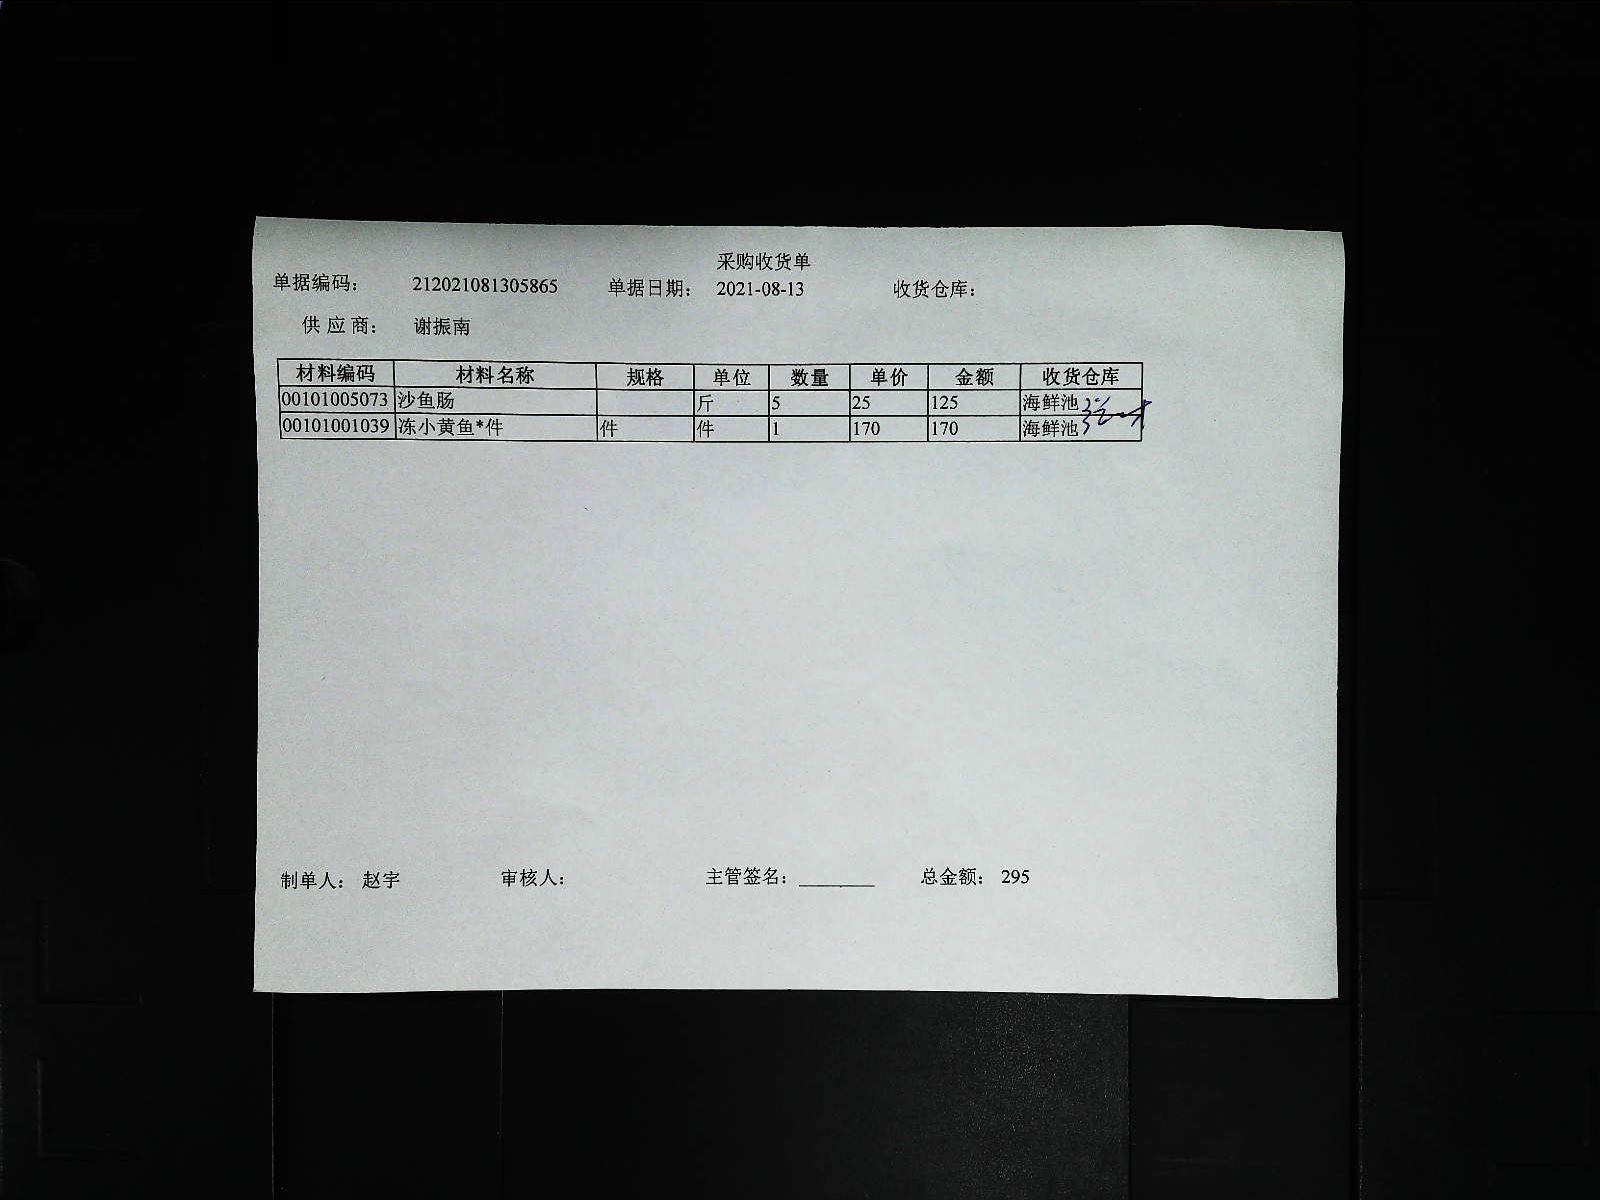 采购收货单
单据编码： 212021081305865 单据日期： 2021-08-13 收货仓库：
供 应 商： 谢振南
材料编码 材料名称 规格 单位 数量 单价 金额 收货仓库
00101005073 沙鱼肠 斤 5 25 125 海鲜池
00101001039 冻小黄鱼*件 件 件 1 170 170 海鲜池
制单人： 赵宇 审核人： 主管签名：________ 总金额： 295